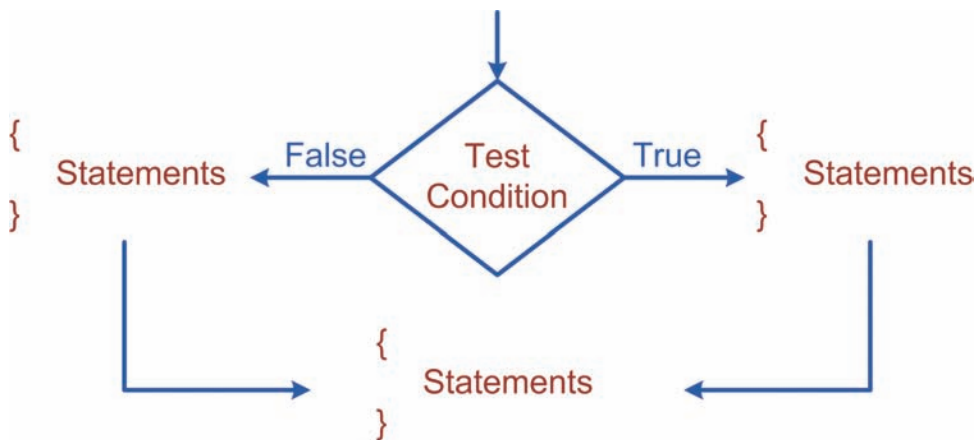 {
Statements
}
False
Test
Condition
True
{
Statements
}
{
Statements
}